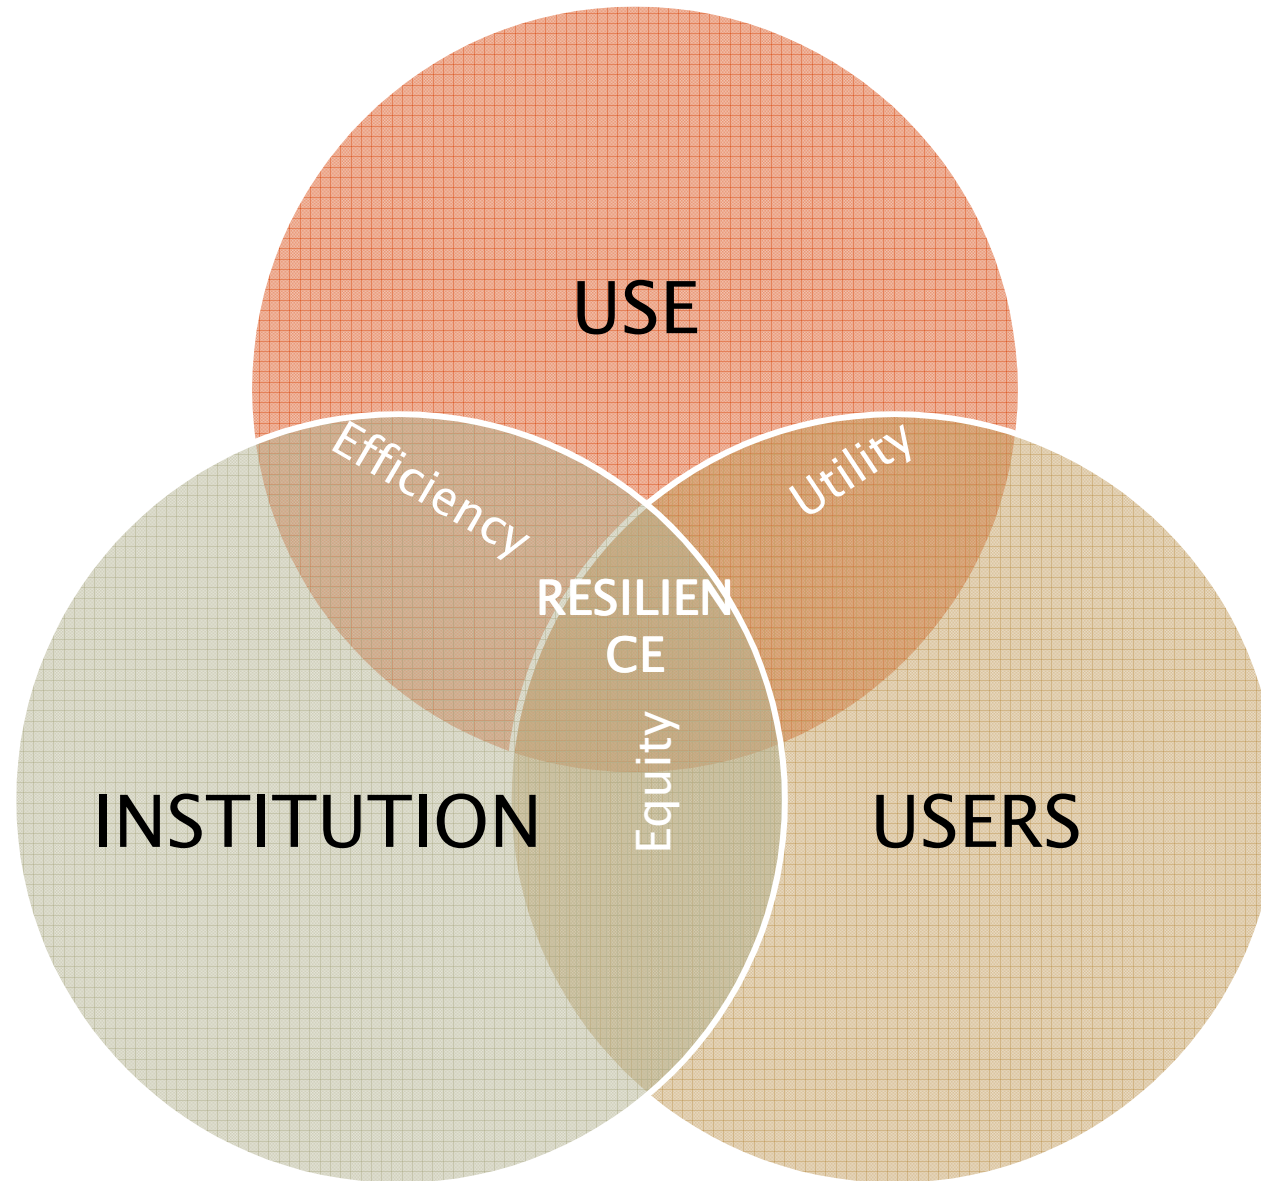 USE
Efficiency
Utility
RESILIEN
CE
Equity
INSTITUTION
USERS